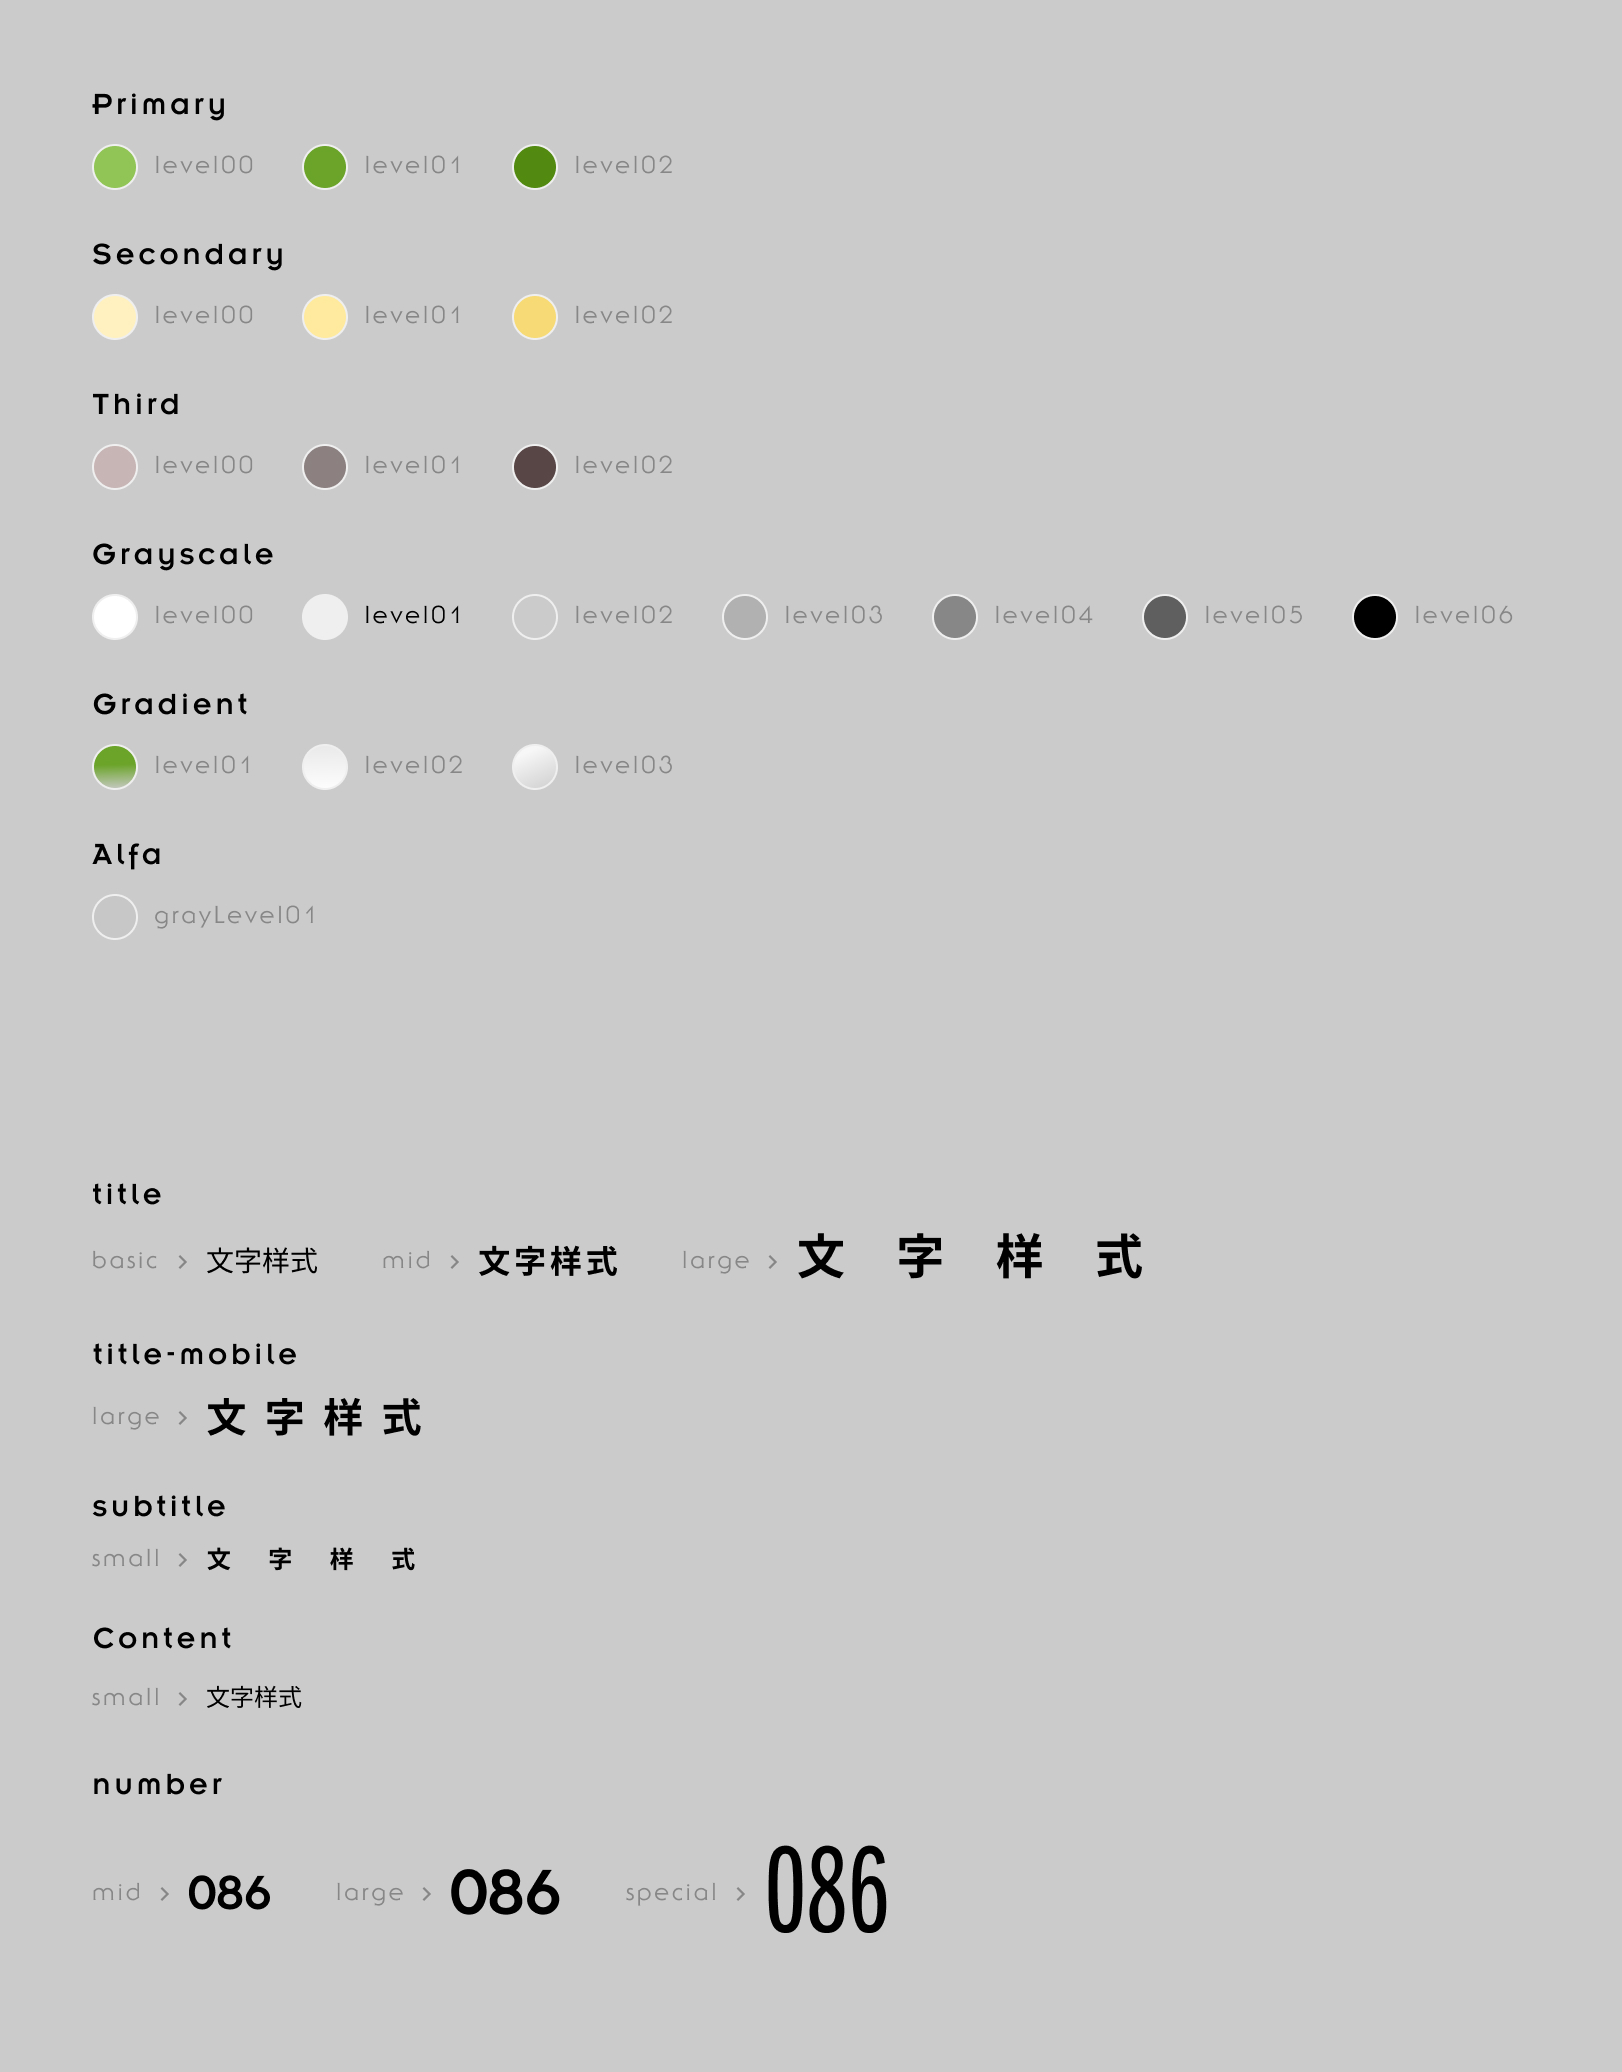 Primary
level00 level01 level02
Secondary
level00 level01 level02
Third
level00 level01 level02
Grayscale
level00 level01 level02 level03 level04 level05 level06
Gradient
level01 level02 level03
Alfa
grayLevel01
title
basic > 文字样式 mid > 文字样式 large > 文字样式
title-mobile
large > 文字样式
subtitle
small > 文字样式
Content
small > 文字样式
number
mid > 086 large > 086 special > 086